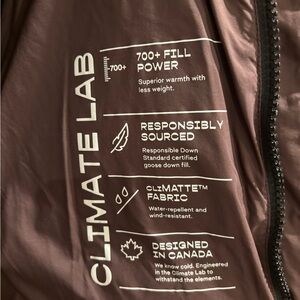 CLIMATE LAB
-700+
700+ FILL
POWER
Superior warmth with
less weight.
RESPONSIBLY
SOURCED
Responsible Down
Standard certified
goose down fill.
CLIMATTE™
FABRIC
Water-repellent and
wind-resistant.
DESIGNED
IN CANADA
We know cold. Engineered
in the Climate Lab to
withstand the elements.